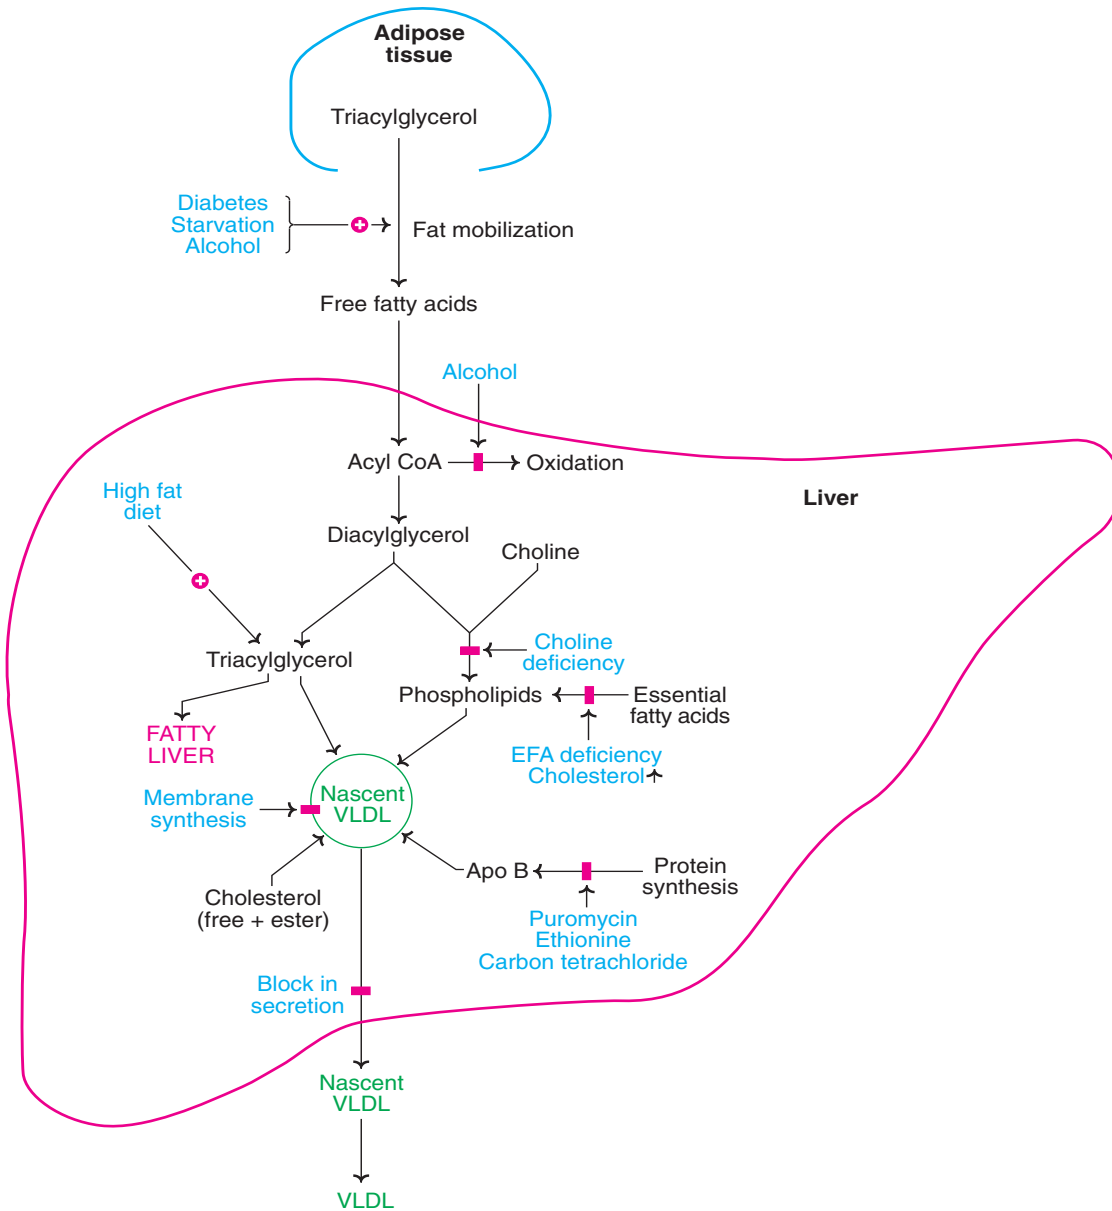 Adipose
tissue
Triacylglycerol
Diabetes
Starvation
Alcohol
Fat mobilization
Free fatty acids
Alcohol
Acyl CoA
Oxidation
High fat
diet
Liver
Diacylglycerol
Choline
Triacylglycerol
Choline
deficiency
Phospholipids
Essential
fatty acids
FATTY
LIVER
EFA deficiency
Cholesterol
Nascent
VLDL
Membrane
synthesis
Apo B
Protein
synthesis
Cholesterol
(free + ester)
Puromycin
Ethionine
Carbon tetrachloride
Block in
secretion
Nascent
VLDL
VLDL